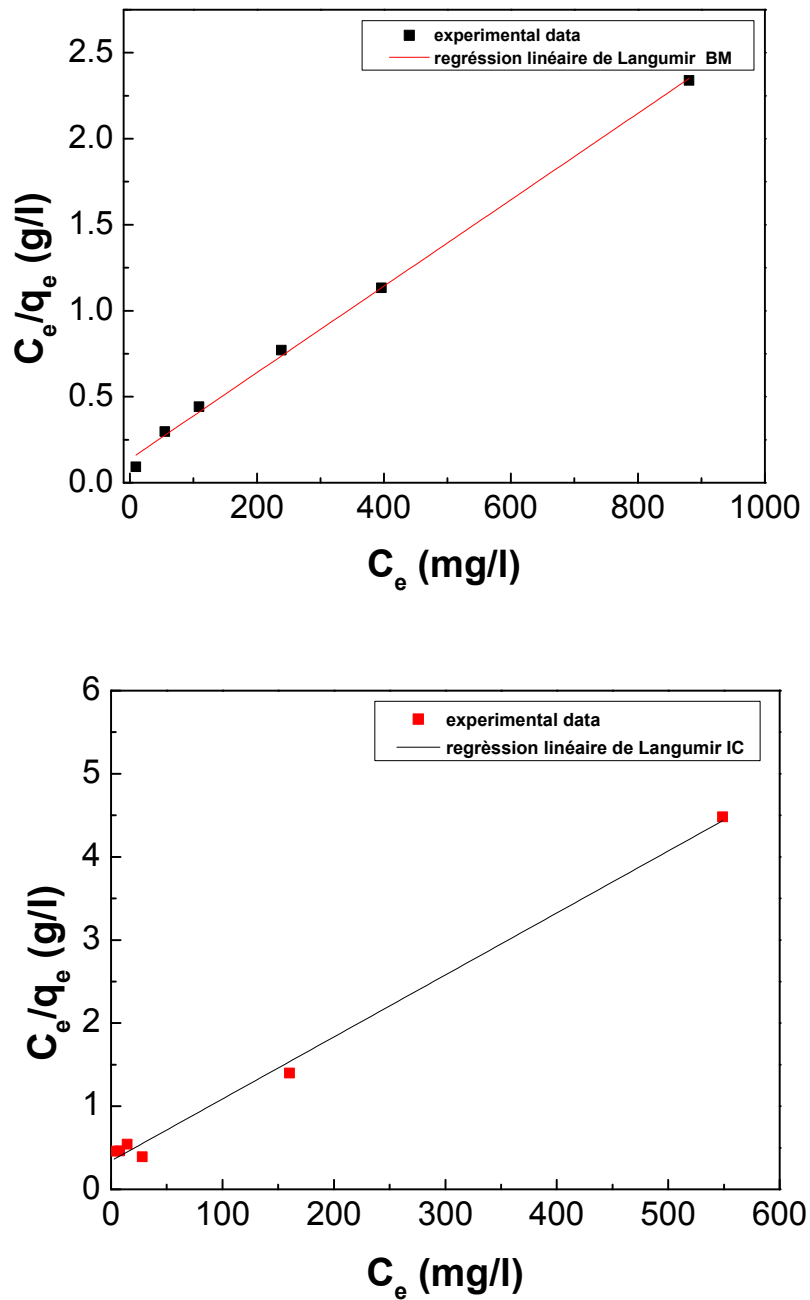 experimental data
regréssion linéaire de Langumir BM
2.5
2.0
1.5
1.0
0.5
0.0
0 200 400 600 800 1000
Cₑ/qₑ (g/l)
Cₑ (mg/l)
experimental data
regrèssion linéaire de Langumir IC
6
5
4
3
2
1
0
0 100 200 300 400 500 600
Cₑ/qₑ (g/l)
Cₑ (mg/l)